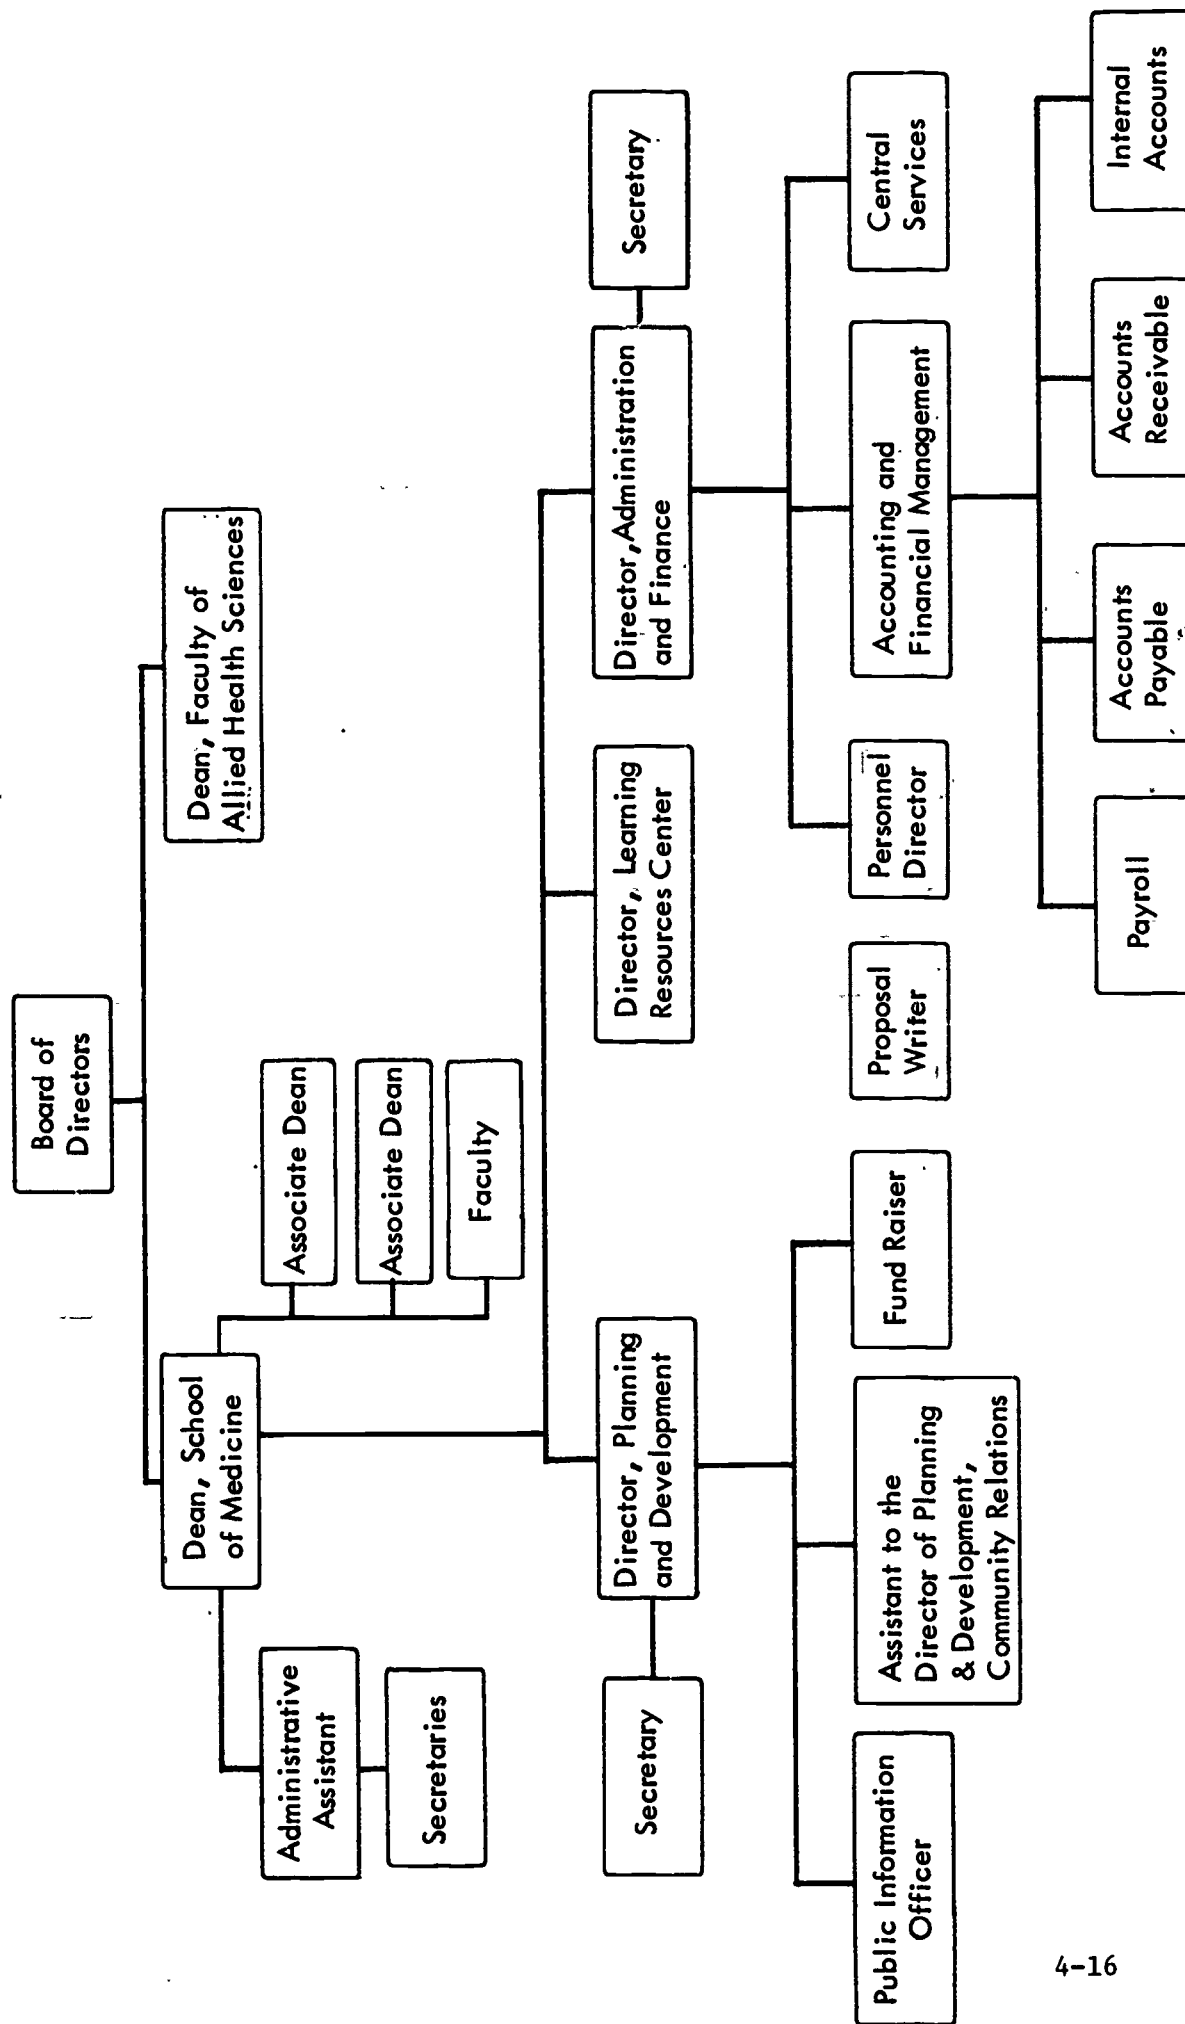 Board of
Directors
Dean, School
of Medicine
Dean, Faculty of
Allied Health Sciences
Administrative
Assistant
Secretaries
Associate Dean
Associate Dean
Faculty
Secretary
Director, Planning
and Development
Director, Learning
Resources Center
Director, Administration
and Finance
Secretary
Public Information
Officer
Assistant to the
Director of Planning
& Development,
Community Relations
Fund Raiser
Proposal
Writer
Personnel
Director
Accounting and
Financial Management
Central
Services
Payroll
Accounts
Payable
Accounts
Receivable
Internal
Accounts
4-16